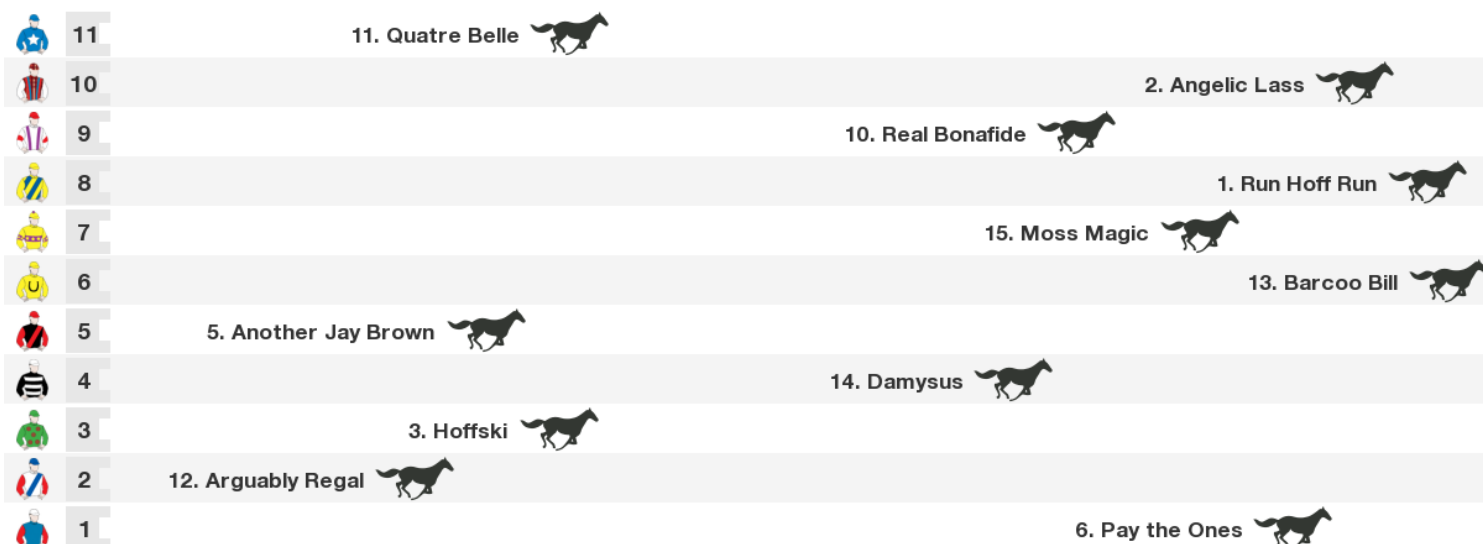 11 11. Quatre Belle
10 2. Angelic Lass
9 10. Real Bonafide
8 1. Run Hoff Run
7 15. Moss Magic
6 13. Barcoo Bill
5 5. Another Jay Brown
4 14. Damysus
3 3. Hoffski
2 12. Arguably Regal
1 6. Pay the Ones